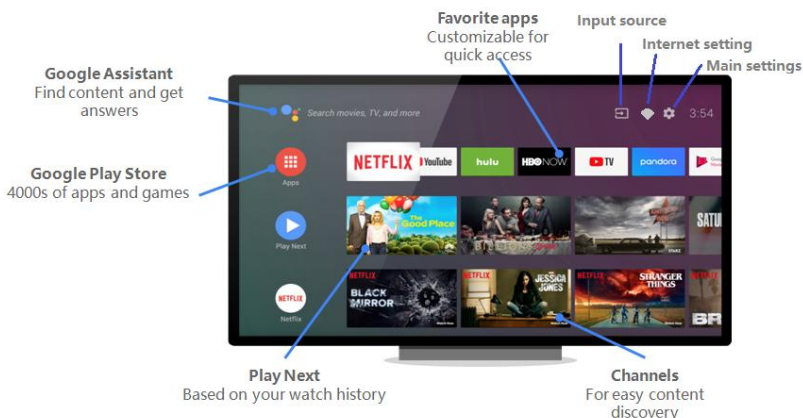 Favorite apps
Customizable for
quick access
Input source
Internet setting
Main settings
Google Assistant
Find content and get
answers
Search movies, TV, and more
3:54
Google Play Store
4000s of apps and games
Apps
NETFLIX
YouTube
hulu
HBO NOW
TV
pandora
Play Next
The
Good Place
STARZ
SATU
NETFLIX
Netflix
NETFLIX
BLACK
MIRROR
NETFLIX
JESSICA
JONES
NETFLIX
STRANGER
THINGS
NETFLIX
BR
Play Next
Based on your watch history
Channels
For easy content
discovery